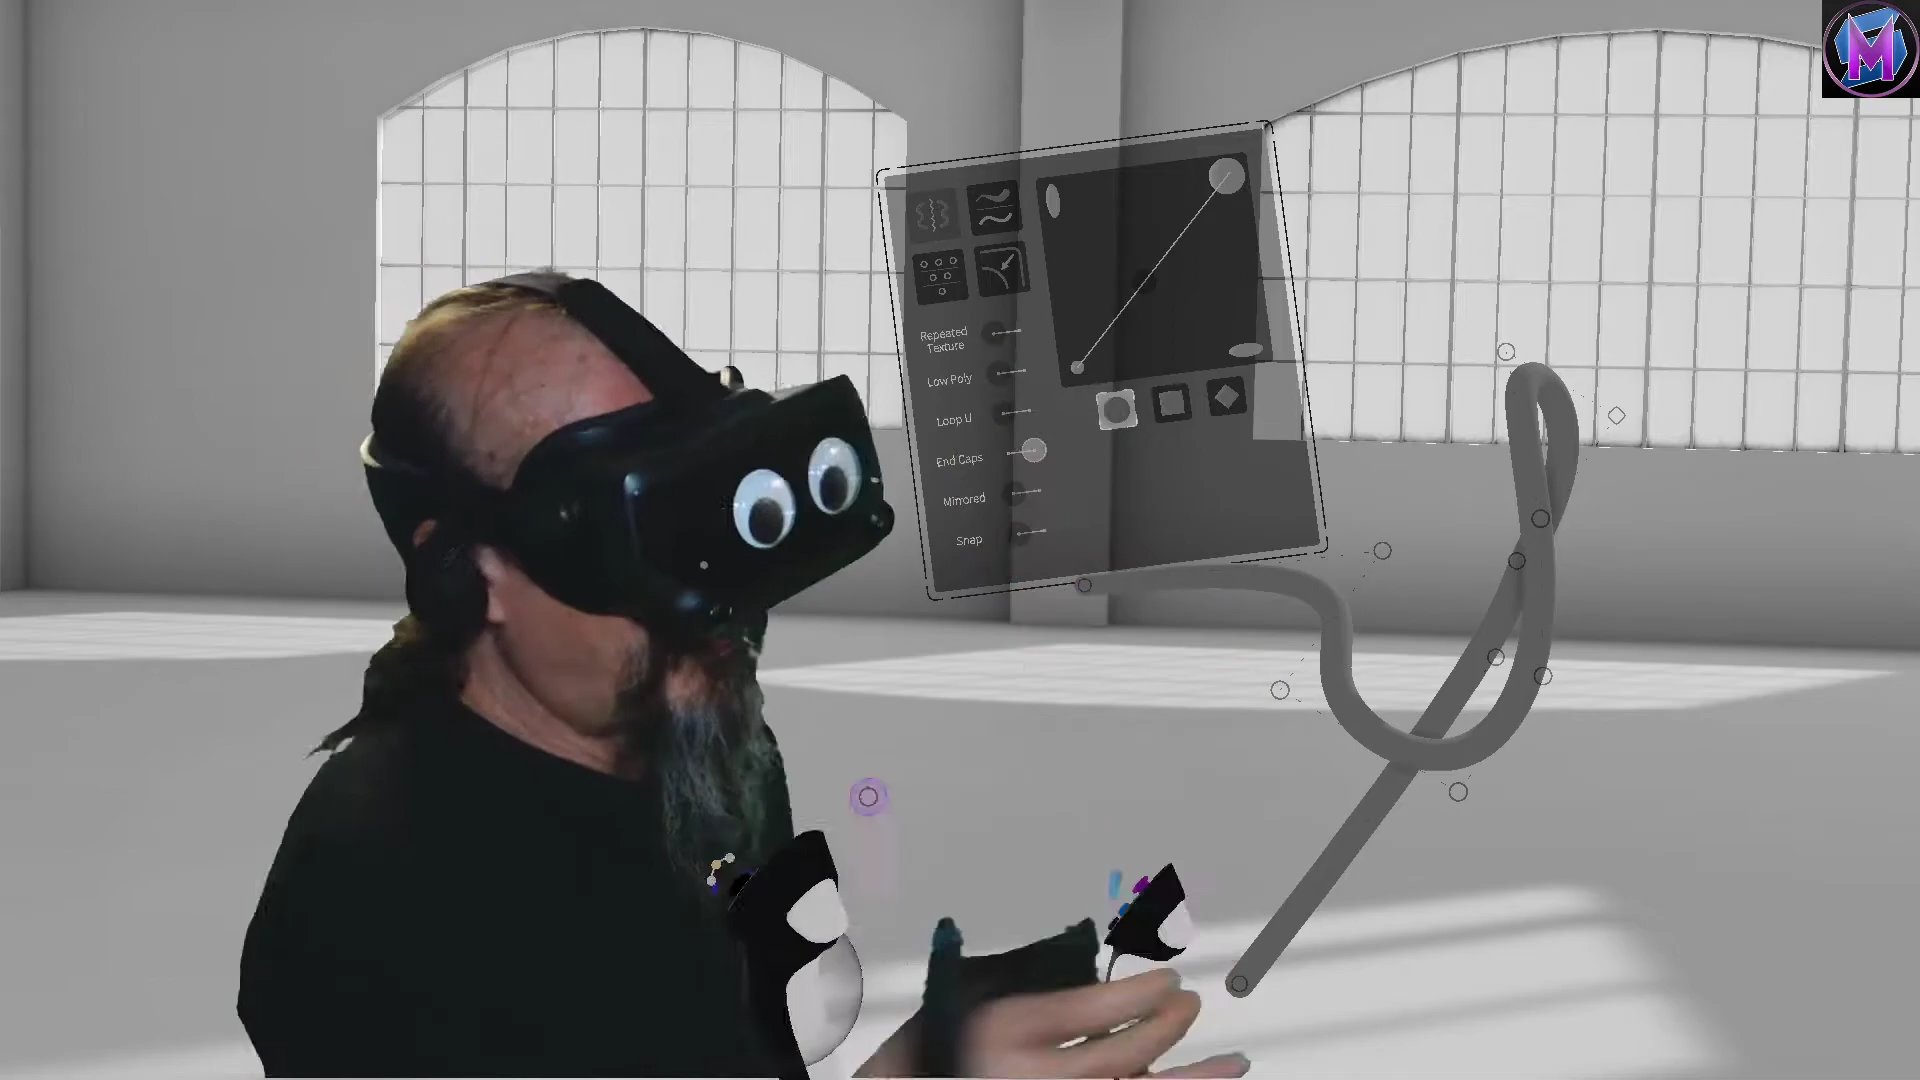 Repeated
Texture
Low Poly
Loop U
End Caps
Mirrored
Snap
M